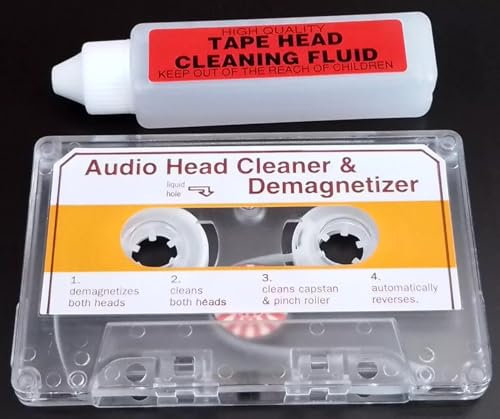 HIGH QUALITY
TAPE HEAD
CLEANING FLUID
KEEP OUT OF THE REACH OF CHILDREN
Audio Head Cleaner &
liquid
hole
Demagnetizer
1.
demagnetizes
both heads
2.
cleans
both heads
3.
cleans capstan
& pinch roller
4.
automatically
reverses.